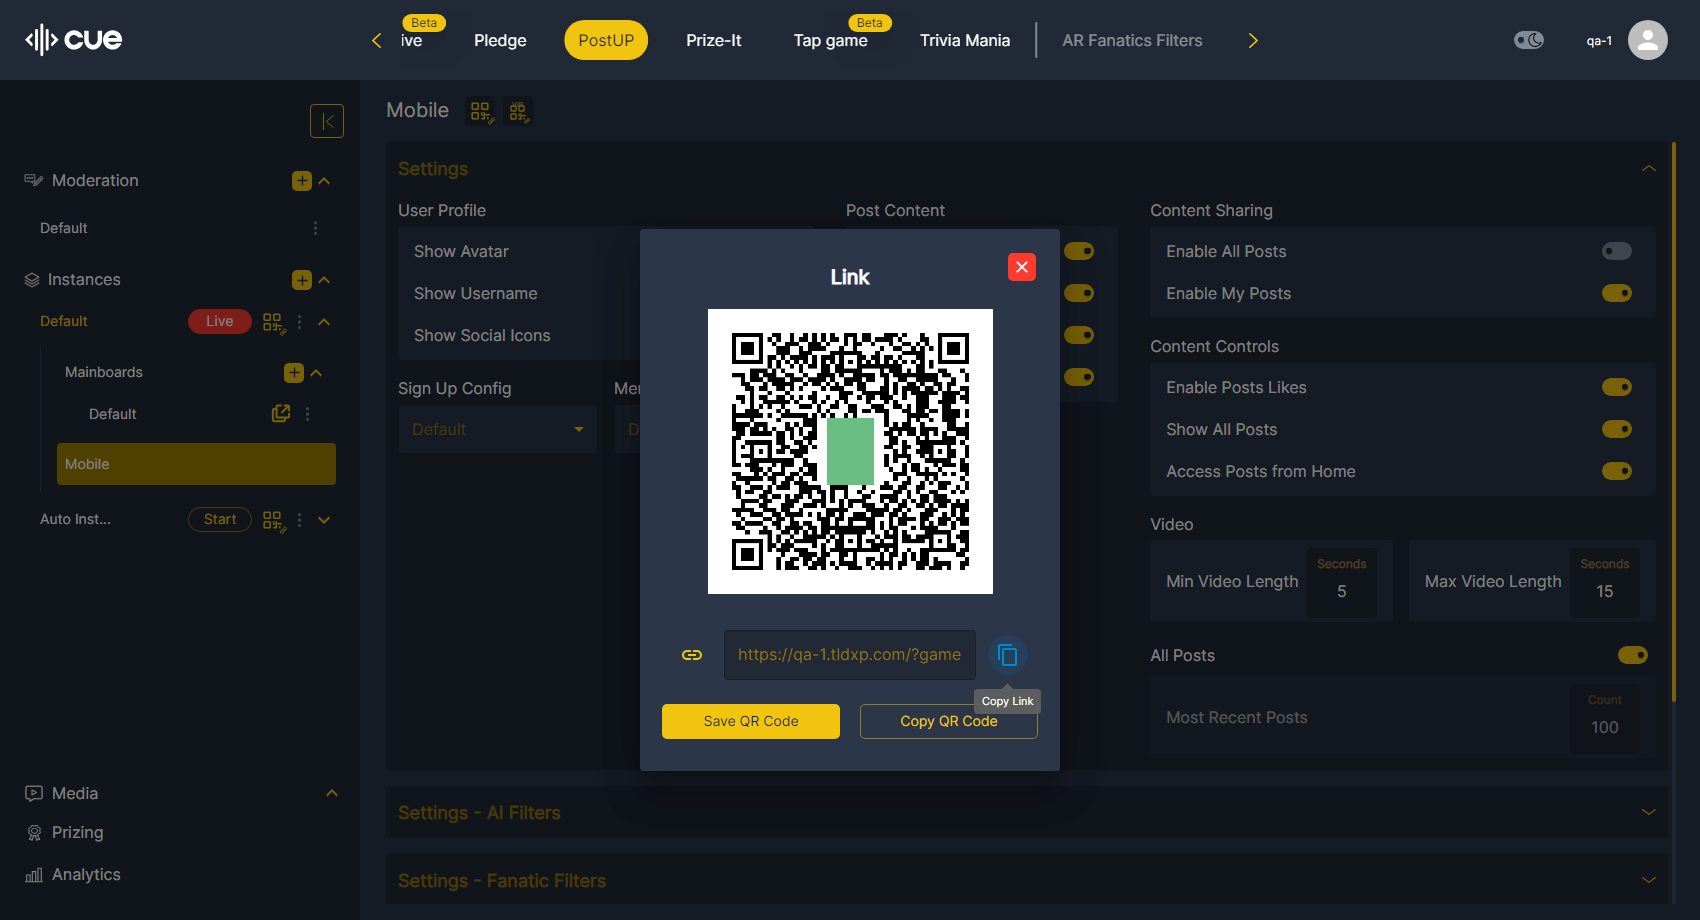 cue
ive
Beta
Pledge
PostUP
Prize-It
Tap game
Beta
Trivia Mania
AR Fanatics Filters
qa-1
Mobile
Moderation
Default
Instances
Default
Live
Mainboards
Default
Mobile
Auto Inst...
Start
Media
Prizing
Analytics
Settings
User Profile
Show Avatar
Show Username
Show Social Icons
Sign Up Config
Default
Post Content
Content Sharing
Enable All Posts
Enable My Posts
Content Controls
Enable Posts Likes
Show All Posts
Access Posts from Home
Video
Min Video Length
Seconds
5
Max Video Length
Seconds
15
All Posts
Most Recent Posts
Count
100
Settings - AI Filters
Settings - Fanatic Filters
Link
https://qa-1.tldxp.com/?game
Copy Link
Save QR Code
Copy QR Code